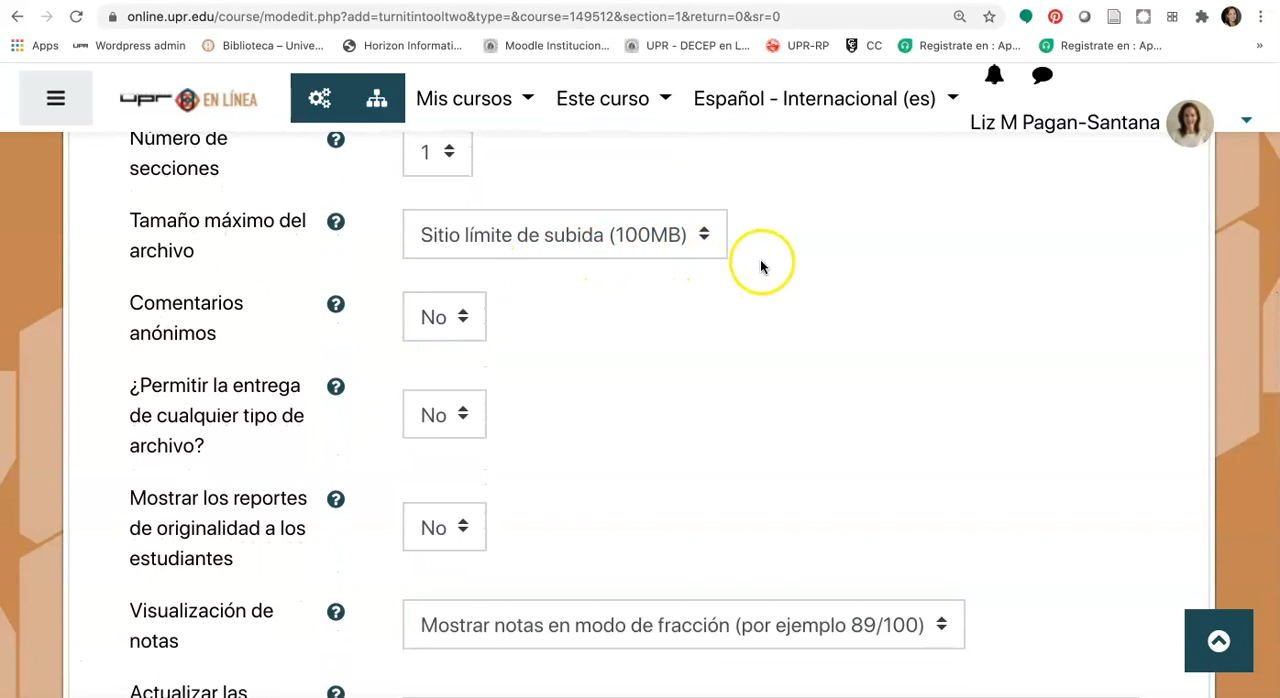 online.upr.edu/course/modedit.php?add=turnitintooltwo&type=&course=149512&section=1&return=0&sr=0
Apps Wordpress admin Biblioteca – Unive... Horizon Informati... Moodle Institucion... UPR - DECEP en L... UPR-RP CC Registrate en : Ap... Registrate en : Ap... »
upr EN LÍNEA Mis cursos Este curso Español - Internacional (es)
Liz M Pagan-Santana
Número de
secciones
1
Tamaño máximo del
archivo
Sitio límite de subida (100MB)
Comentarios
anónimos
No
¿Permitir la entrega
de cualquier tipo de
archivo?
No
Mostrar los reportes
de originalidad a los
estudiantes
No
Visualización de
notas
Mostrar notas en modo de fracción (por ejemplo 89/100)
Actualizar las